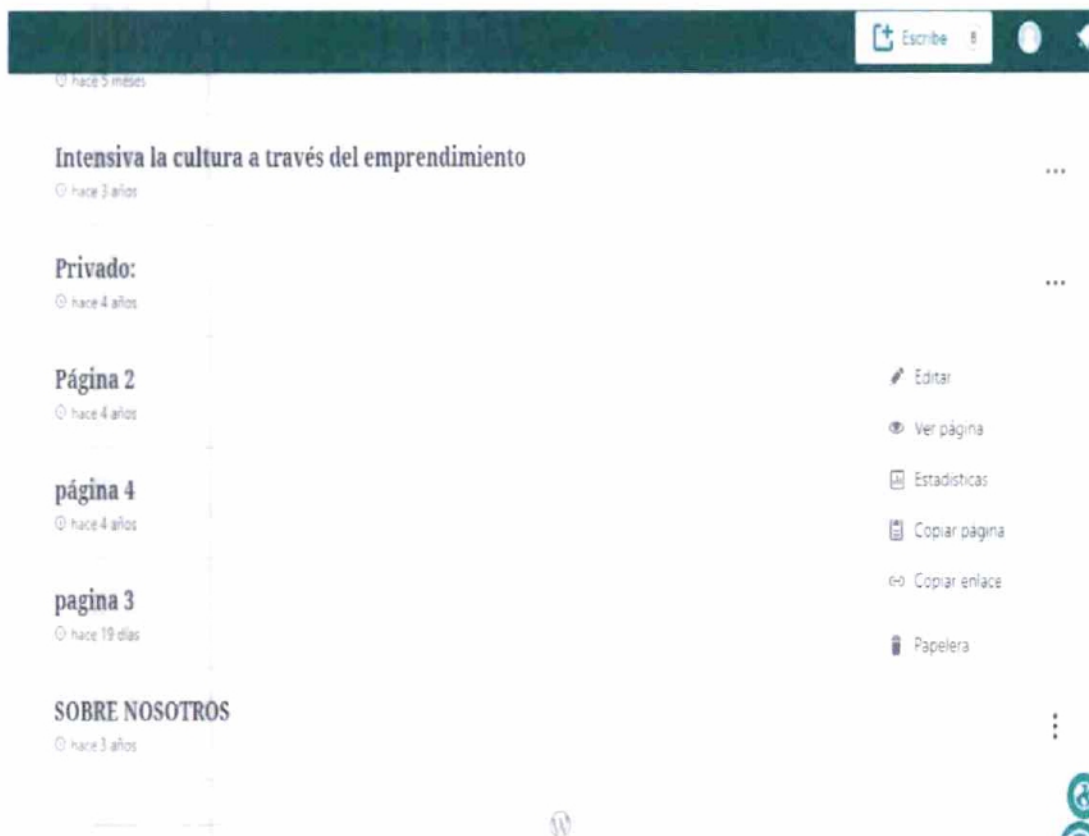 Escribe 8
hace 5 meses
Intensiva la cultura a través del emprendimiento
hace 3 años
Privado:
hace 4 años
Página 2
hace 4 años
página 4
hace 4 años
pagina 3
hace 19 días
SOBRE NOSOTROS
hace 3 años
Editar
Ver página
Estadísticas
Copiar página
Copiar enlace
Papelera